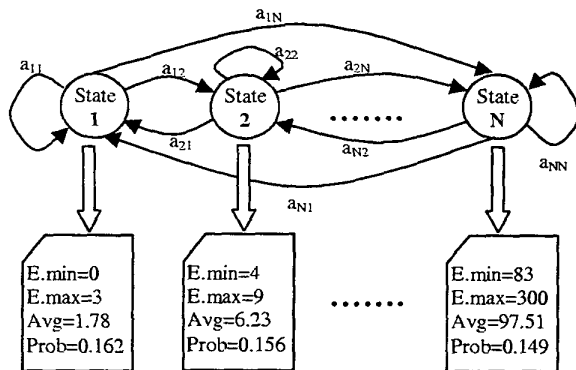 a1N
a11
a12
a22
a2N
State
1
State
2
.......
State
N
a21
aN2
aNN
aN1
E.min=0
E.max=3
Avg=1.78
Prob=0.162
E.min=4
E.max=9
Avg=6.23
Prob=0.156
.......
E.min=83
E.max=300
Avg=97.51
Prob=0.149